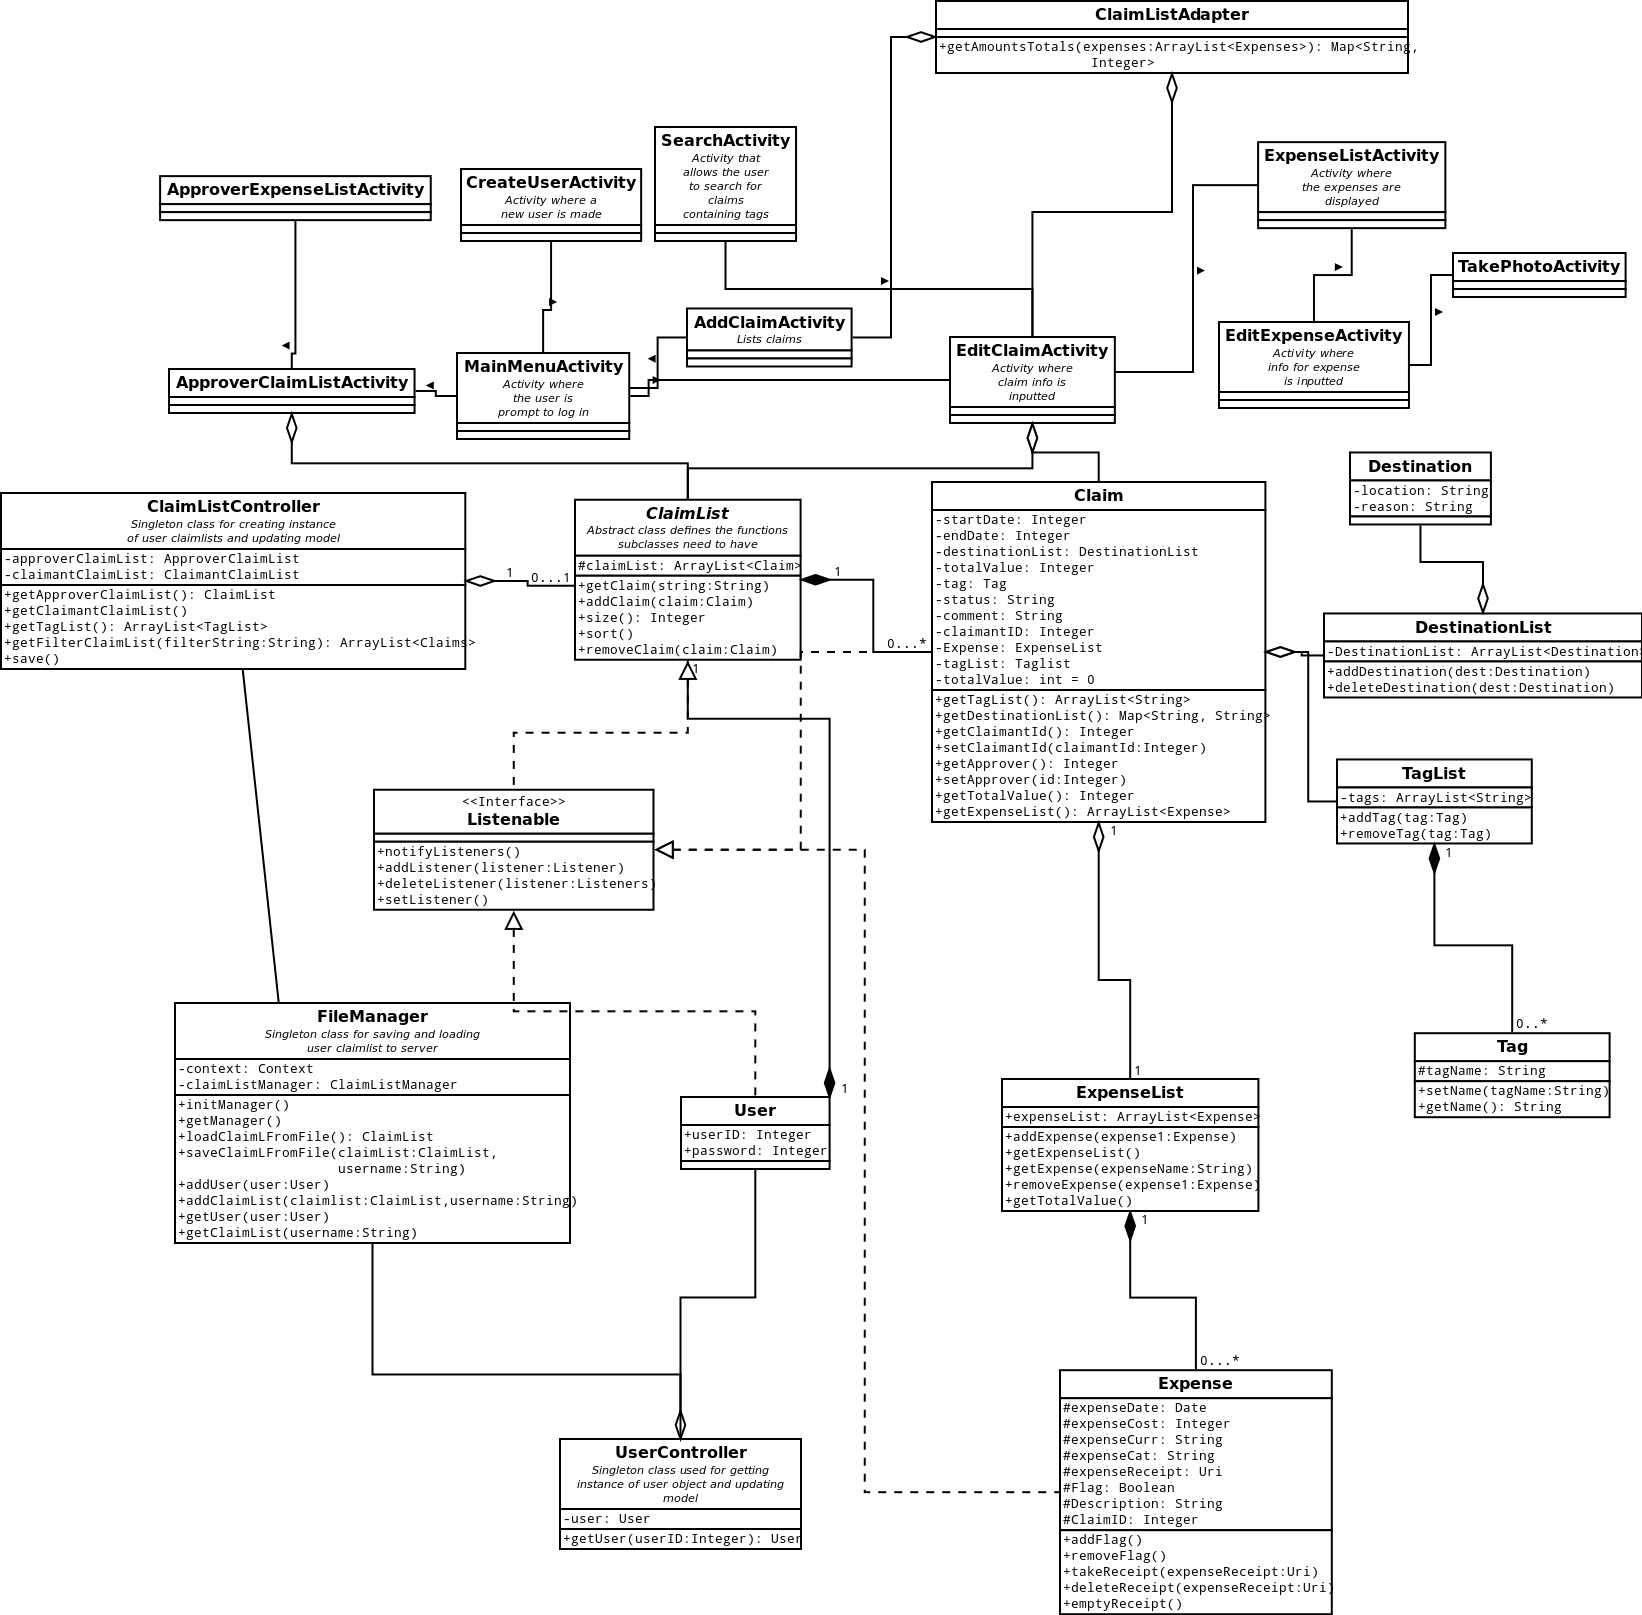 ClaimListAdapter
+getAmountsTotals(expenses:ArrayList<Expenses>): Map<String,
Integer>
SearchActivity
Activity that
allows the user
to search for
claims
containing tags
ExpenseListActivity
Activity where
the expenses are
displayed
ApproverExpenseListActivity
CreateUserActivity
Activity where a
new user is made
TakePhotoActivity
AddClaimActivity
Lists claims
EditExpenseActivity
Activity where
info for expense
is inputted
EditClaimActivity
Activity where
claim info is
inputted
MainMenuActivity
Activity where
the user is
prompt to log in
ApproverClaimListActivity
Destination
-location: String
-reason: String
ClaimListController
Singleton class for creating instance
of user claimlists and updating model
-approverClaimList: ApproverClaimList
-claimantClaimList: ClaimantClaimList
+getApproverClaimList(): ClaimList
+getClaimantClaimList()
+getTagList(): ArrayList<TagList>
+getFilterClaimList(filterString:String): ArrayList<Claims>
+save()
1
0...1
ClaimList
Abstract class defines the functions
subclasses need to have
#claimList: ArrayList<Claim>
+getClaim(string:String)
+addClaim(claim:Claim)
+size(): Integer
+sort()
+removeClaim(claim:Claim)
1
0...*
1
Claim
-startDate: Integer
-endDate: Integer
-destinationList: DestinationList
-totalValue: Integer
-tag: Tag
-status: String
-comment: String
-claimantID: Integer
-Expense: ExpenseList
-tagList: Taglist
-totalValue: int = 0
+getTagList(): ArrayList<String>
+getDestinationList(): Map<String, String>
+getClaimantId(): Integer
+setClaimantId(claimantId:Integer)
+getApprover(): Integer
+setApprover(id:Integer)
+getTotalValue(): Integer
+getExpenseList(): ArrayList<Expense>
1
DestinationList
-DestinationList: ArrayList<Destination>
+addDestination(dest:Destination)
+deleteDestination(dest:Destination)
TagList
-tags: ArrayList<String>
+addTag(tag:Tag)
+removeTag(tag:Tag)
1
<<Interface>>
Listenable
+notifyListeners()
+addListener(listener:Listener)
+deleteListener(listener:Listeners)
+setListener()
FileManager
Singleton class for saving and loading
user claimlist to server
-context: Context
-claimListManager: ClaimListManager
+initManager()
+getManager()
+loadClaimLFromFile(): ClaimList
+saveClaimLFromFile(claimList:ClaimList,
username:String)
+addUser(user:User)
+addClaimList(claimlist:ClaimList,username:String)
+getUser(user:User)
+getClaimList(username:String)
1
User
+userID: Integer
+password: Integer
1
ExpenseList
+expenseList: ArrayList<Expense>
+addExpense(expense1:Expense)
+getExpenseList()
+getExpense(expenseName:String)
+removeExpense(expense1:Expense)
+getTotalValue()
1
0..*
Tag
#tagName: String
+setName(tagName:String)
+getName(): String
0...*
Expense
#expenseDate: Date
#expenseCost: Integer
#expenseCurr: String
#expenseCat: String
#expenseReceipt: Uri
#Flag: Boolean
#Description: String
#ClaimID: Integer
+addFlag()
+removeFlag()
+takeReceipt(expenseReceipt:Uri)
+deleteReceipt(expenseReceipt:Uri)
+emptyReceipt()
UserController
Singleton class used for getting
instance of user object and updating
model
-user: User
+getUser(userID:Integer): User